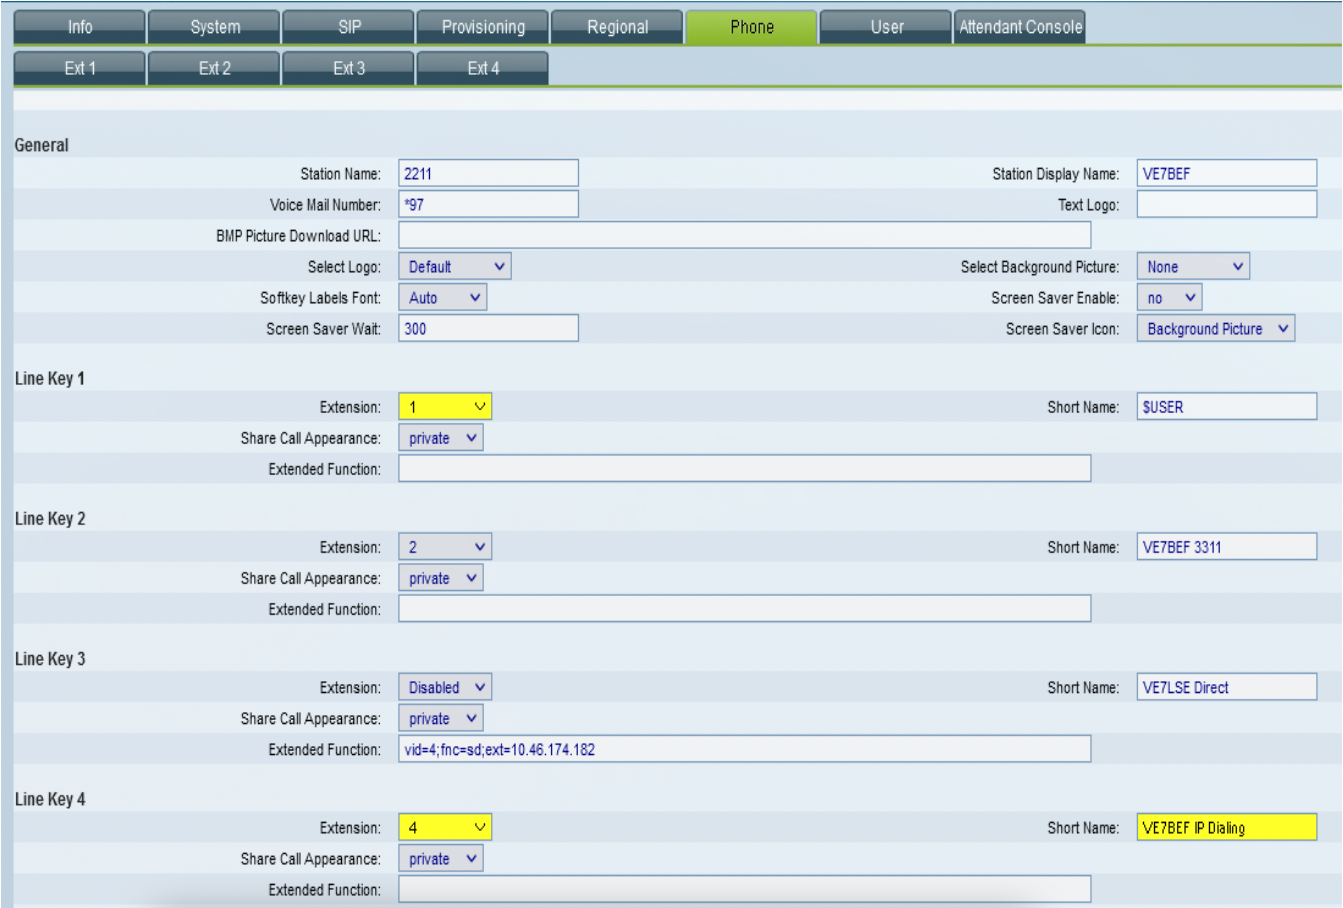 Info System SIP Provisioning Regional Phone User Attendant Console
Ext 1 Ext 2 Ext 3 Ext 4
General
Station Name: 2211 Station Display Name: VE7BEF
Voice Mail Number: *97 Text Logo:
BMP Picture Download URL:
Select Logo: Default Select Background Picture: None
Softkey Labels Font: Auto Screen Saver Enable: no
Screen Saver Wait: 300 Screen Saver Icon: Background Picture
Line Key 1
Extension: 1 Short Name: $USER
Share Call Appearance: private
Extended Function:
Line Key 2
Extension: 2 Short Name: VE7BEF 3311
Share Call Appearance: private
Extended Function:
Line Key 3
Extension: Disabled Short Name: VE7LSE Direct
Share Call Appearance: private
Extended Function: vid=4;fnc=sd;ext=10.46.174.182
Line Key 4
Extension: 4 Short Name: VE7BEF IP Dialing
Share Call Appearance: private
Extended Function: